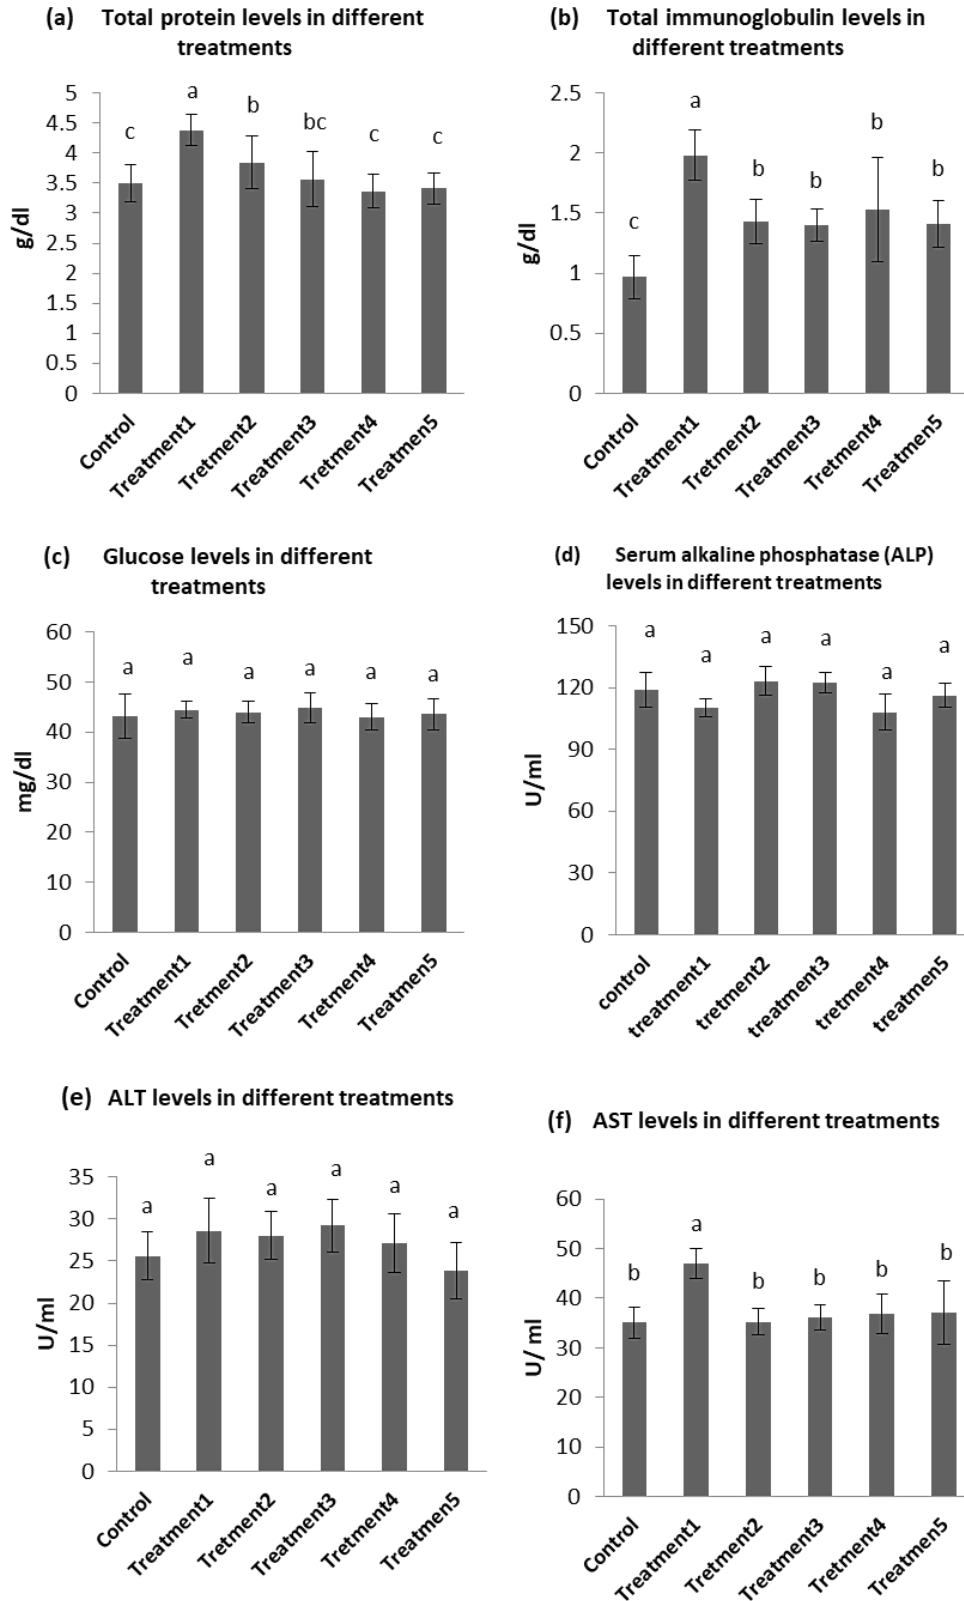 (a) Total protein levels in different
treatments
a
b
bc
c
c
c
5
4.5
4
3.5
3
2.5
2
1.5
1
0.5
0
g/dl
Control
Treatment1
Tretment2
Treatment3
Tretment4
Treatmen5
(b) Total immunoglobulin levels in
different treatments
a
b
b
b
b
c
2.5
2
1.5
1
0.5
0
g/dl
Control
Treatment1
Tretment2
Treatment3
Tretment4
Treatmen5
(c) Glucose levels in different
treatments
a
a
a
a
a
a
60
50
40
30
20
10
0
mg/dl
Control
Treatment1
Tretment2
Treatment3
Tretment4
Treatmen5
(d) Serum alkaline phosphatase (ALP)
levels in different treatments
a
a
a
a
a
a
150
120
90
60
30
0
U/ml
control
treatment1
tretment2
treatment3
tretment4
treatmen5
(e) ALT levels in different treatments
a
a
a
a
a
a
35
30
25
20
15
10
5
0
U/ml
Control
Treatment1
Tretment2
Treatment3
Tretment4
Treatmen5
(f) AST levels in different treatments
a
b
b
b
b
b
60
50
40
30
20
10
0
U/ ml
Control
Treatment1
Tretment2
Treatment3
Tretment4
Treatmen5